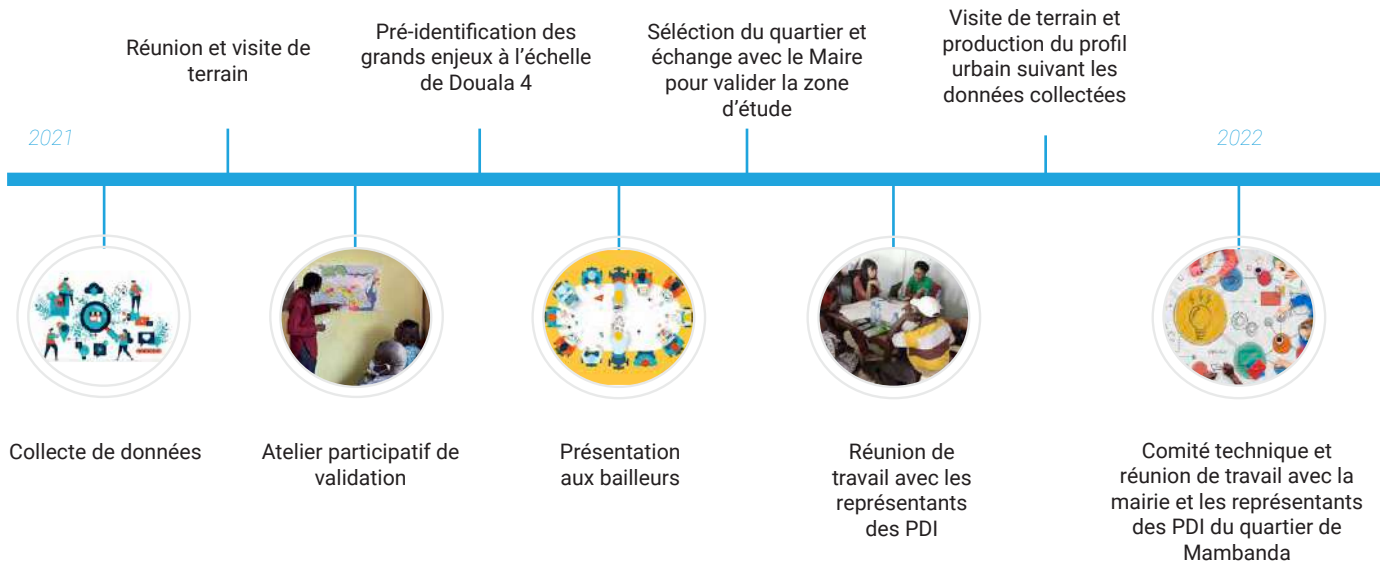 Réunion et visite de
terrain
Pré-identification des
grands enjeux à l'échelle
de Douala 4
Séléction du quartier et
échange avec le Maire
pour valider la zone
d'étude
Visite de terrain et
production du profil
urbain suivant les
données collectées
2021
2022
Collecte de données
Atelier participatif de
validation
Présentation
aux bailleurs
Réunion de
travail avec les
représentants
des PDI
Comité technique et
réunion de travail avec la
mairie et les représentants
des PDI du quartier de
Mambanda